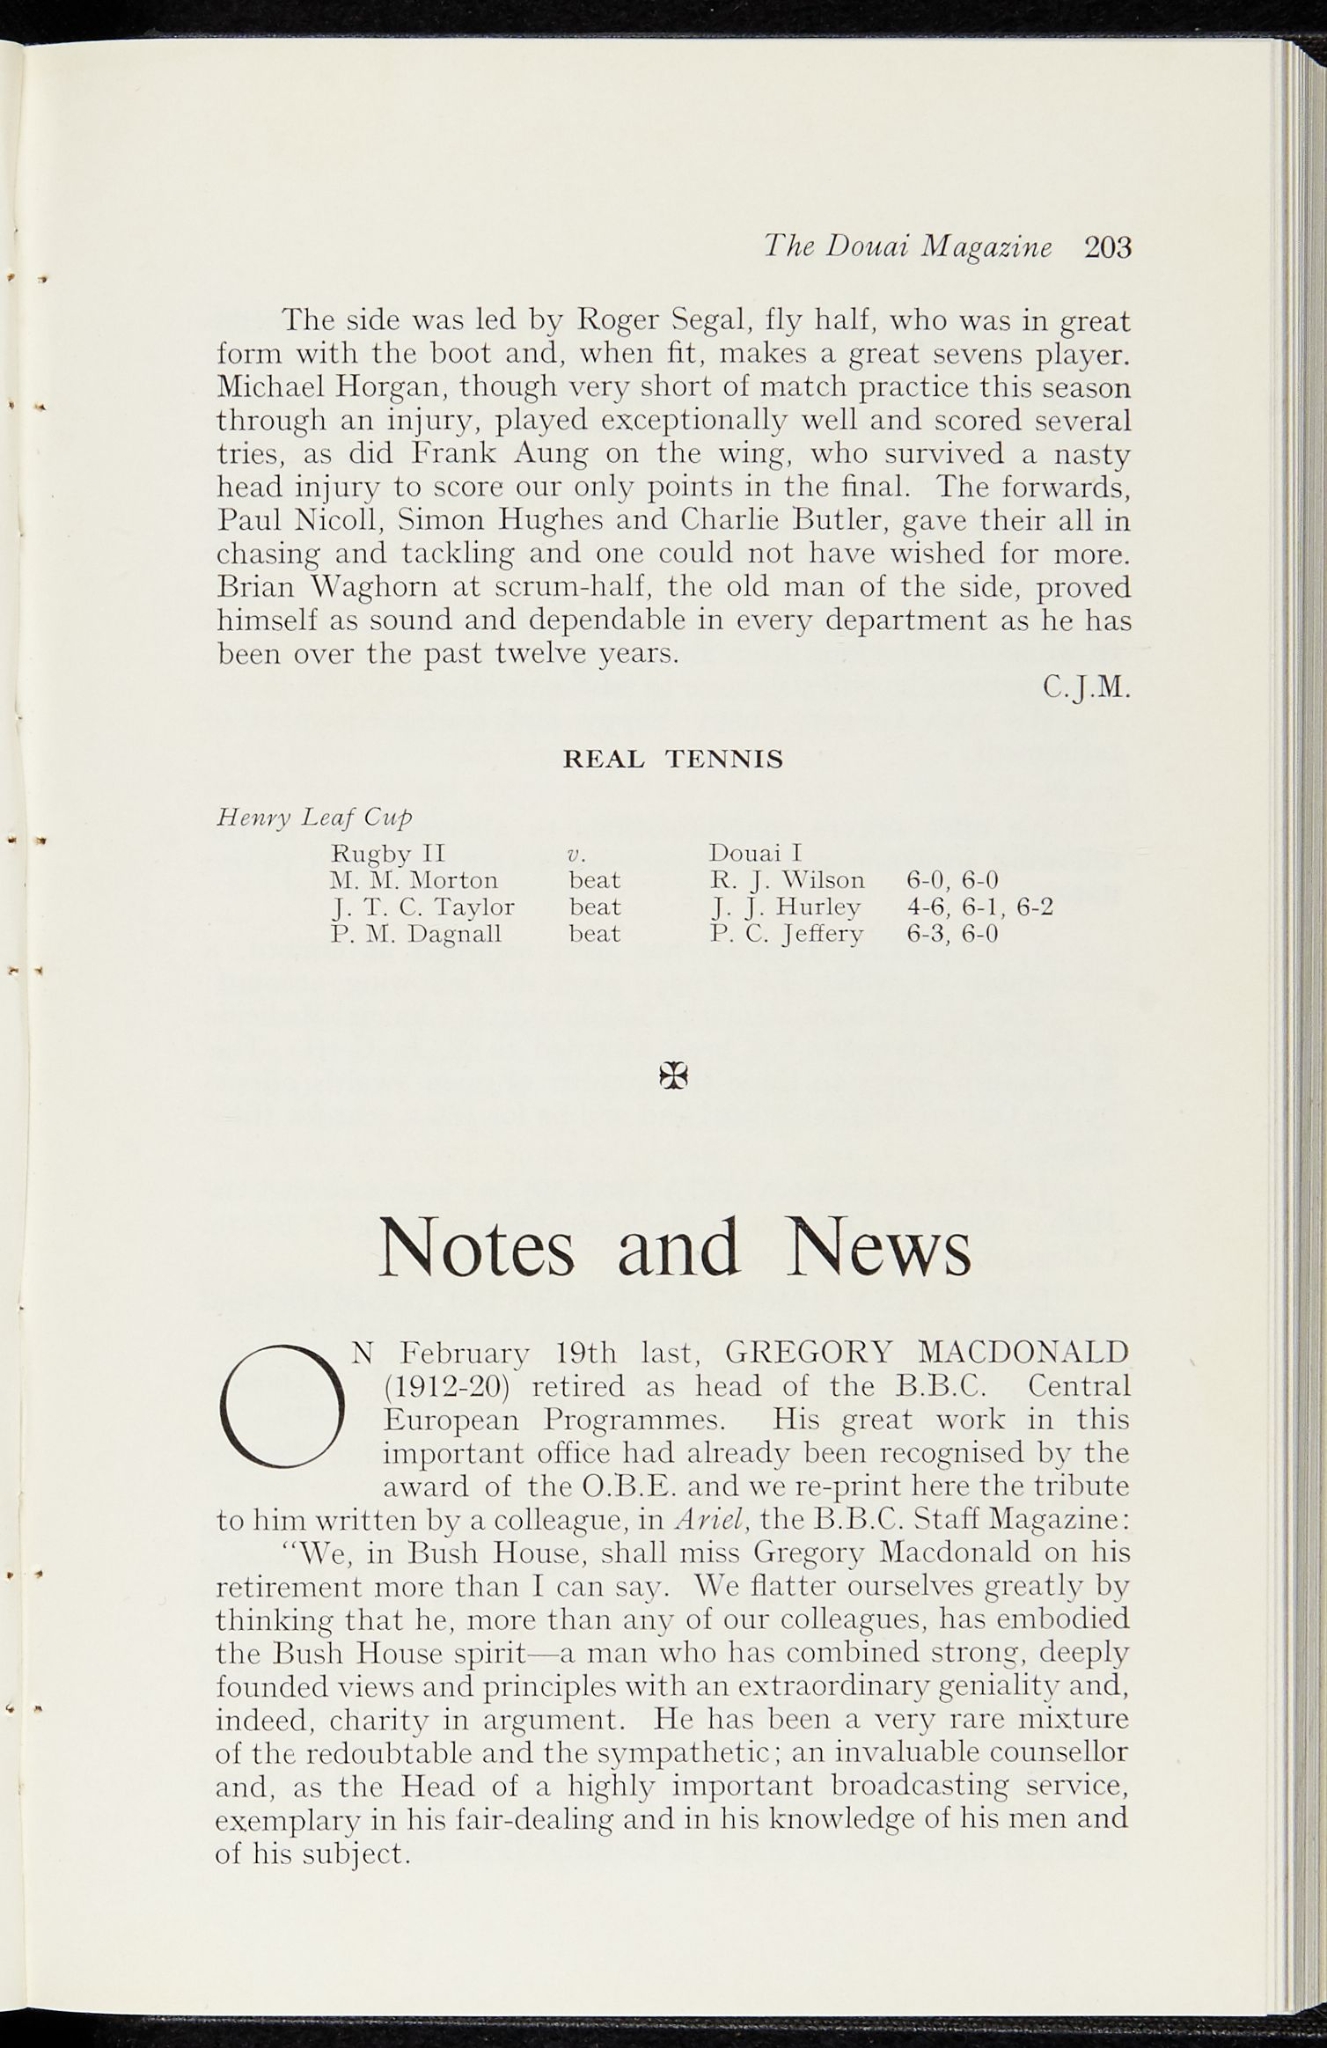 The Douai Magazine 203
The side was led by Roger Segal, fly half, who was in great
form with the boot and, when fit, makes a great sevens player.
Michael Horgan, though very short of match practice this season
through an injury, played exceptionally well and scored several
tries, as did Frank Aung on the wing, who survived a nasty
head injury to score our only points in the final. The forwards,
Paul Nicoll, Simon Hughes and Charlie Butler, gave their all in
chasing and tackling and one could not have wished for more.
Brian Waghorn at scrum-half, the old man of the side, proved
himself as sound and dependable in every department as he has
been over the past twelve years.
C.J.M.
REAL TENNIS
Henry Leaf Cup
Rugby II v. Douai I
M. M. Morton beat R. J. Wilson 6-0, 6-0
J. T. C. Taylor beat J. J. Hurley 4-6, 6-1, 6-2
P. M. Dagnall beat P. C. Jeffery 6-3, 6-0
Notes and News
ON February 19th last, GREGORY MACDONALD
(1912-20) retired as head of the B.B.C. Central
European Programmes. His great work in this
important office had already been recognised by the
award of the O.B.E. and we re-print here the tribute
to him written by a colleague, in Ariel, the B.B.C. Staff Magazine:
"We, in Bush House, shall miss Gregory Macdonald on his
retirement more than I can say. We flatter ourselves greatly by
thinking that he, more than any of our colleagues, has embodied
the Bush House spirit—a man who has combined strong, deeply
founded views and principles with an extraordinary geniality and,
indeed, charity in argument. He has been a very rare mixture
of the redoubtable and the sympathetic; an invaluable counsellor
and, as the Head of a highly important broadcasting service,
exemplary in his fair-dealing and in his knowledge of his men and
of his subject.